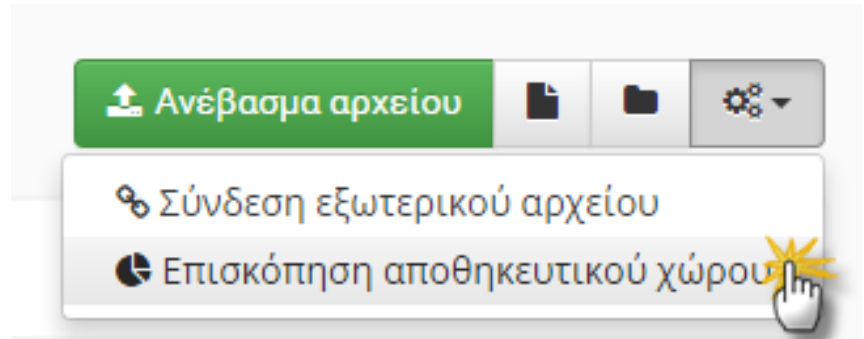 Ανέβασμα αρχείου
Σύνδεση εξωτερικού αρχείου
Επισκόπηση αποθηκευτικού χώρου